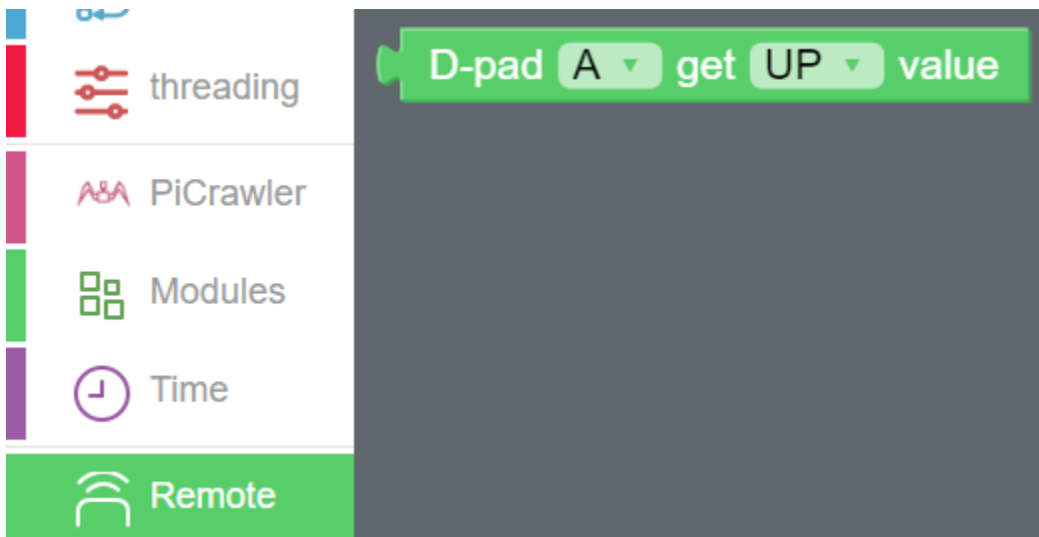 threading
PiCrawler
Modules
Time
Remote
D-pad A get UP value